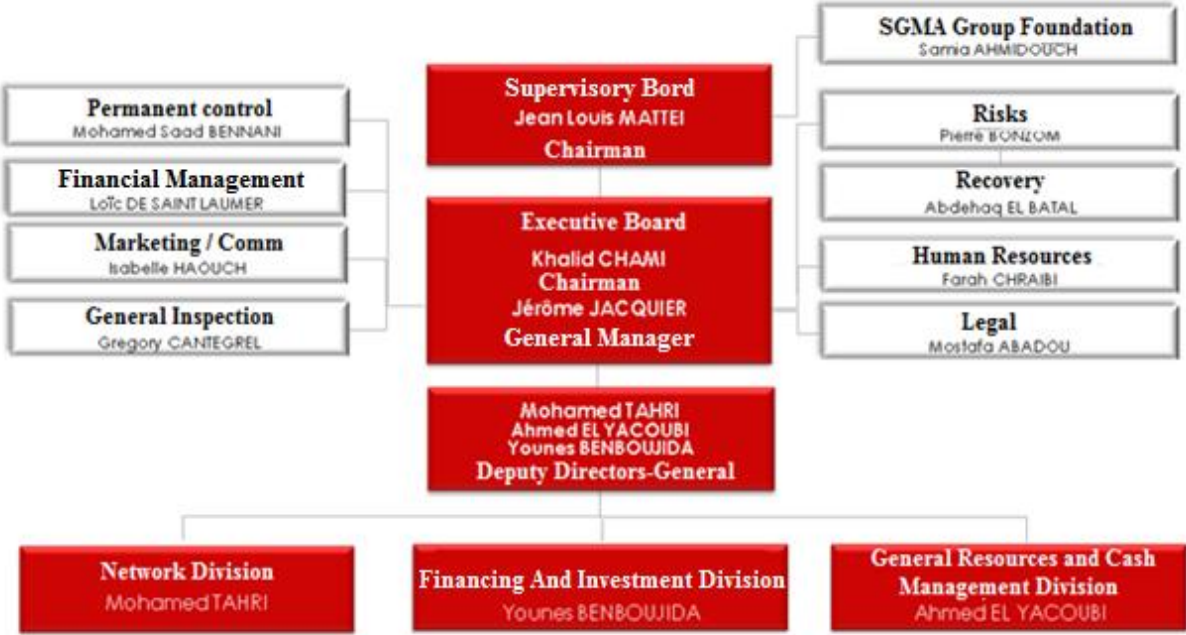 SGMA Group Foundation
Samia AHMIDOUCH
Supervisory Bord
Jean Louis MATTEI
Chairman
Permanent control
Mohamed Saad BENNANI
Financial Management
Loïc DE SAINT LAUMER
Marketing / Comm
Isabelle HAOUCH
General Inspection
Gregory CANTEGREL
Risks
Pierre BONZOM
Recovery
Abdehaq EL BATAL
Human Resources
Farah CHRAIBI
Legal
Mostafa ABADOU
Executive Board
Khalid CHAMI
Chairman
Jérôme JACQUIER
General Manager
Mohamed TAHRI
Ahmed EL YACOUBI
Younes BENBOUJIDA
Deputy Directors-General
Network Division
Mohamed TAHRI
Financing And Investment Division
Younes BENBOUJIDA
General Resources and Cash
Management Division
Ahmed EL YACOUBI